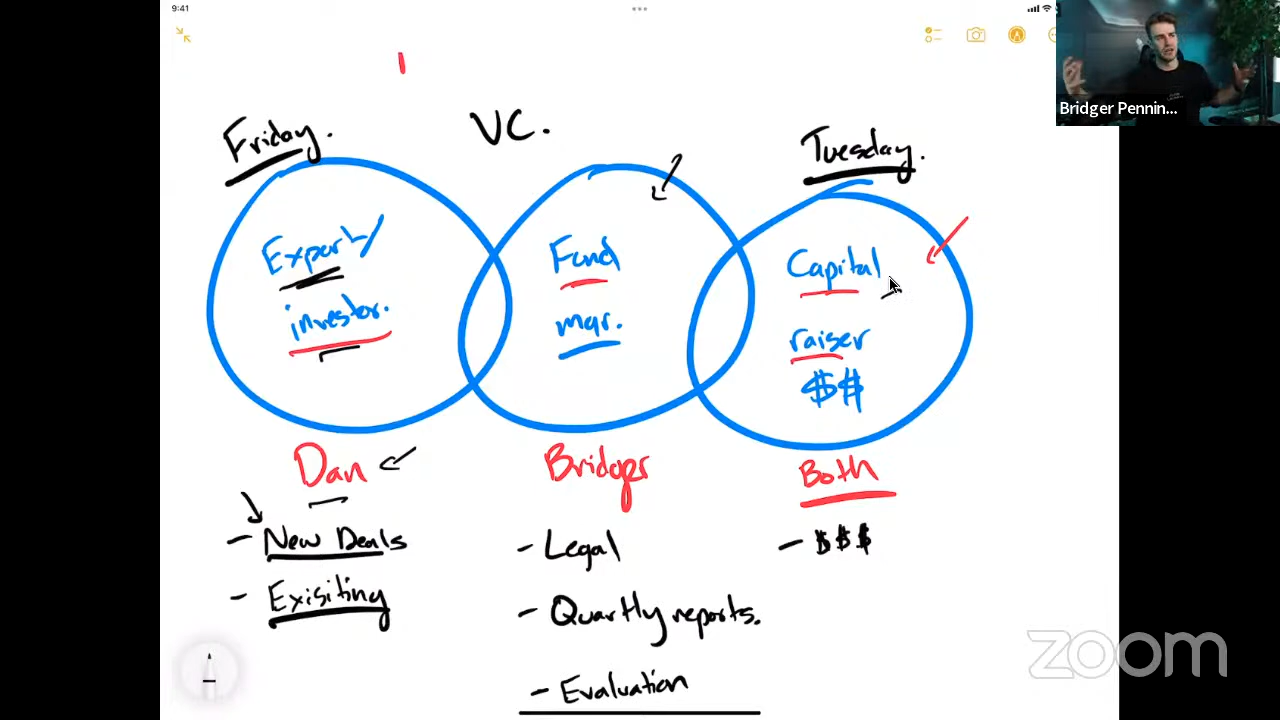 9:41
Bridger Pennin...
VC.
Friday.
Tuesday.
Expert/
investor.
Fund
mgr.
Capital
raiser
$$
Dan
Bridger
Both
- New Deals
- Exisiting
- Legal
- Quartly reports.
- Evaluation
- $$$
zoom